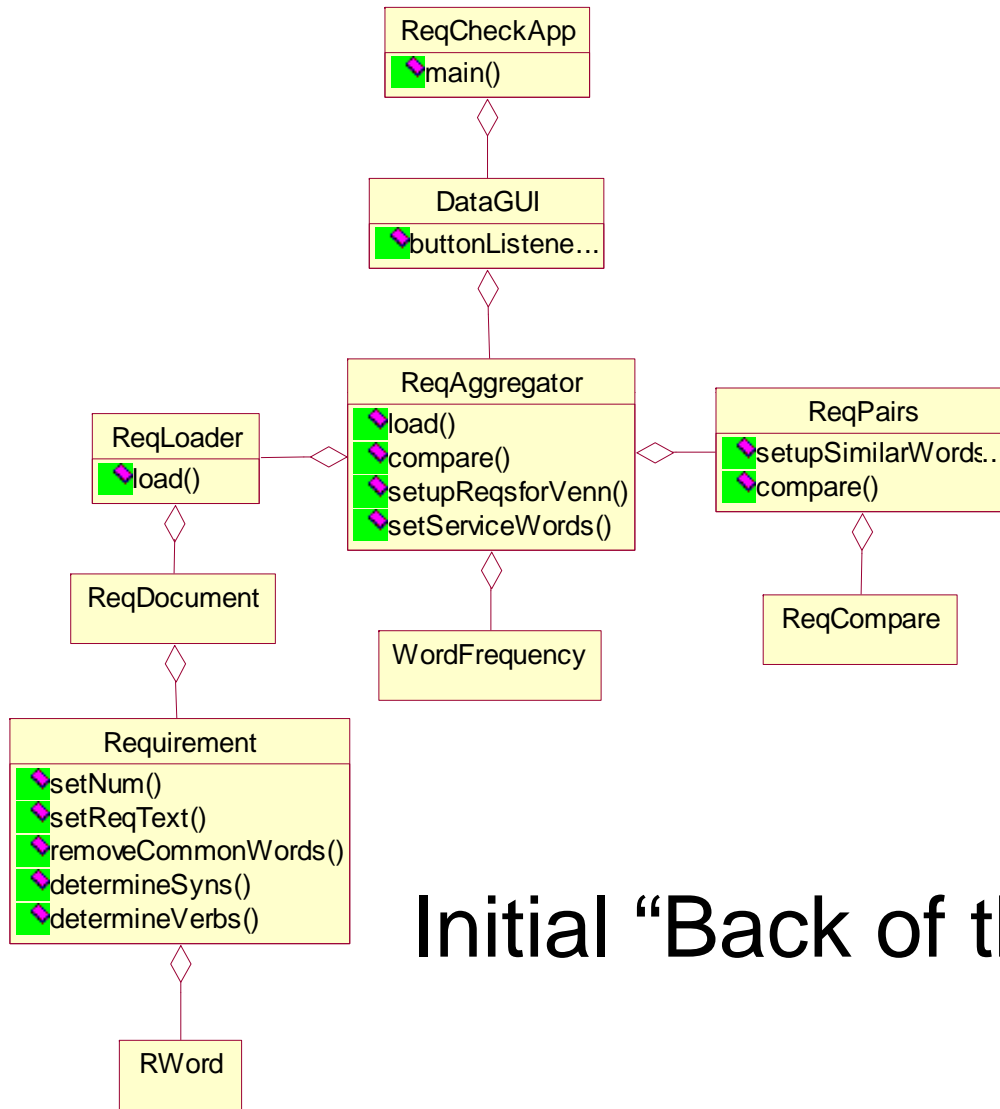 ReqCheckApp
main()
DataGUI
buttonListene...
ReqAggregator
load()
compare()
setupReqsforVenn()
setServiceWords()
ReqPairs
setupSimilarWords...
compare()
ReqLoader
load()
ReqDocument
WordFrequency
ReqCompare
Requirement
setNum()
setReqText()
removeCommonWords()
determineSyns()
determineVerbs()
Initial “Back of
RWord